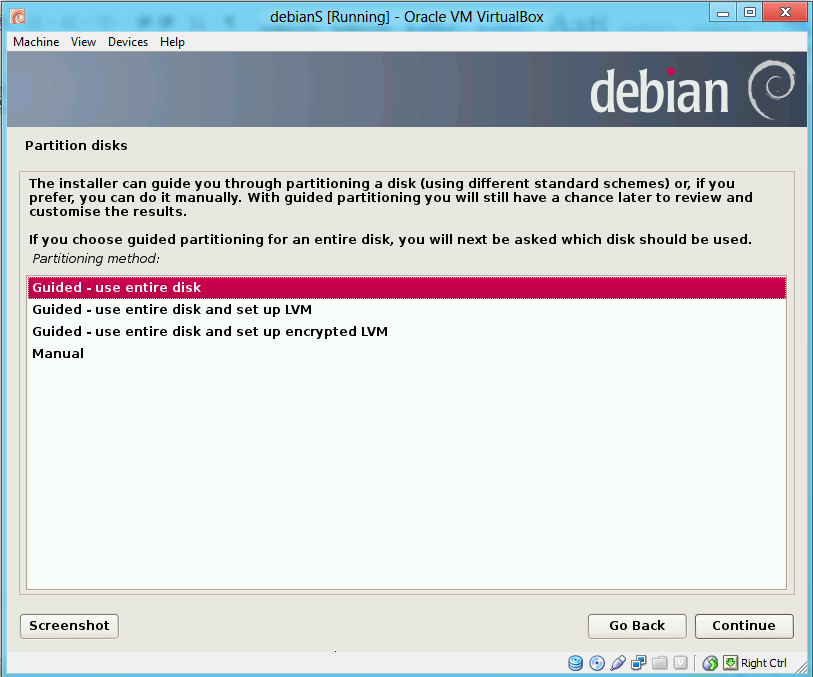 debianS [Running] - Oracle VM VirtualBox
Machine View Devices Help
debian
Partition disks
The installer can guide you through partitioning a disk (using different standard schemes) or, if you
prefer, you can do it manually. With guided partitioning you will still have a chance later to review and
customise the results.
If you choose guided partitioning for an entire disk, you will next be asked which disk should be used.
Partitioning method:
Guided - use entire disk
Guided - use entire disk and set up LVM
Guided - use entire disk and set up encrypted LVM
Manual
Screenshot Go Back Continue
Right Ctrl